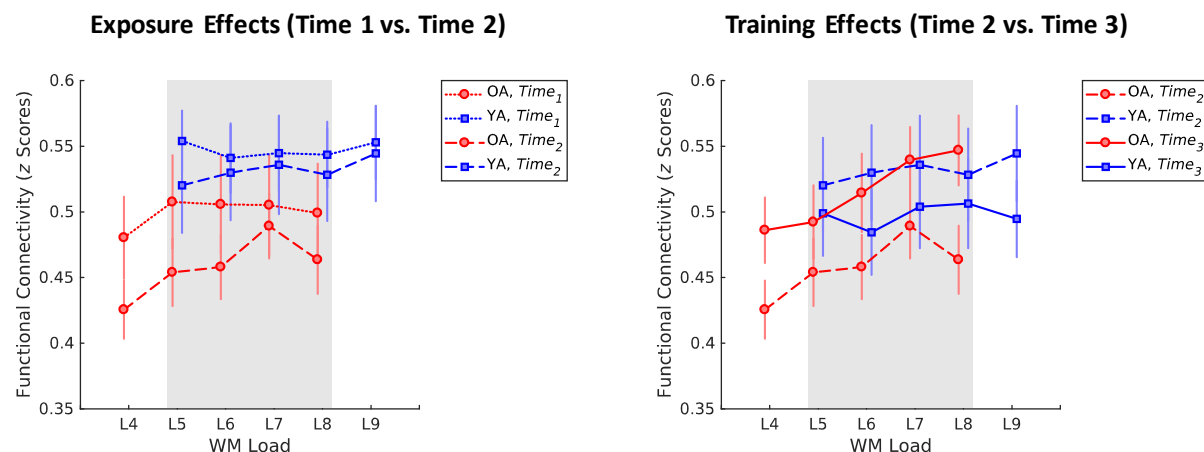 Exposure Effects (Time 1 vs. Time 2)
Functional Connectivity (z Scores)
0.6
0.55
0.5
0.45
0.4
0.35
L4 L5 L6 L7 L8 L9
WM Load
OA, Time1
YA, Time1
OA, Time2
YA, Time2
Training Effects (Time 2 vs. Time 3)
Functional Connectivity (z Scores)
0.6
0.55
0.5
0.45
0.4
0.35
L4 L5 L6 L7 L8 L9
WM Load
OA, Time2
YA, Time2
OA, Time3
YA, Time3